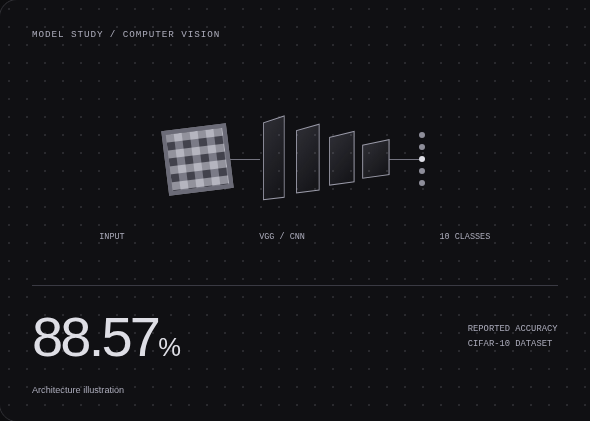 MODEL STUDY / COMPUTER VISION
INPUT
VGG / CNN
10 CLASSES
88.57%
REPORTED ACCURACY
CIFAR-10 DATASET
Architecture illustration